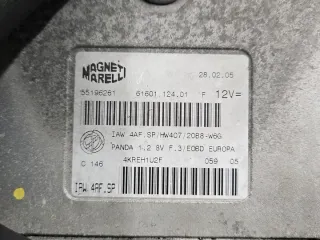 MAGNETI
MARELLI
28.02.05
55196261 61601.124.01 F 12V=
IAW 4AF.SP/HW407/20B8-W6G
PANDA 1.2 8V F.3/EOBD EUROPA
C 146 4KREH1U2F 059 05
IAW 4AF.SP